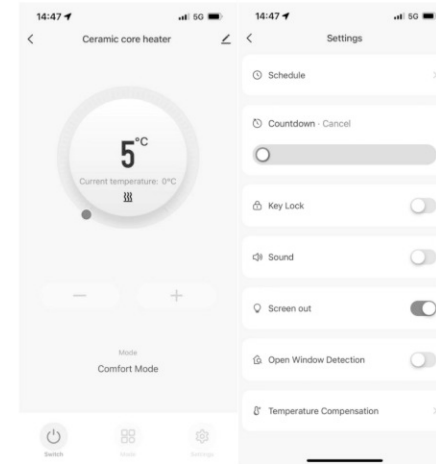 14:47
5G
Ceramic core heater
5°C
Current temperature: 0°C
Mode
Comfort Mode
Switch
Mode
Settings
14:47
5G
Settings
Schedule
Countdown - Cancel
Key Lock
Sound
Screen out
Open Window Detection
Temperature Compensation